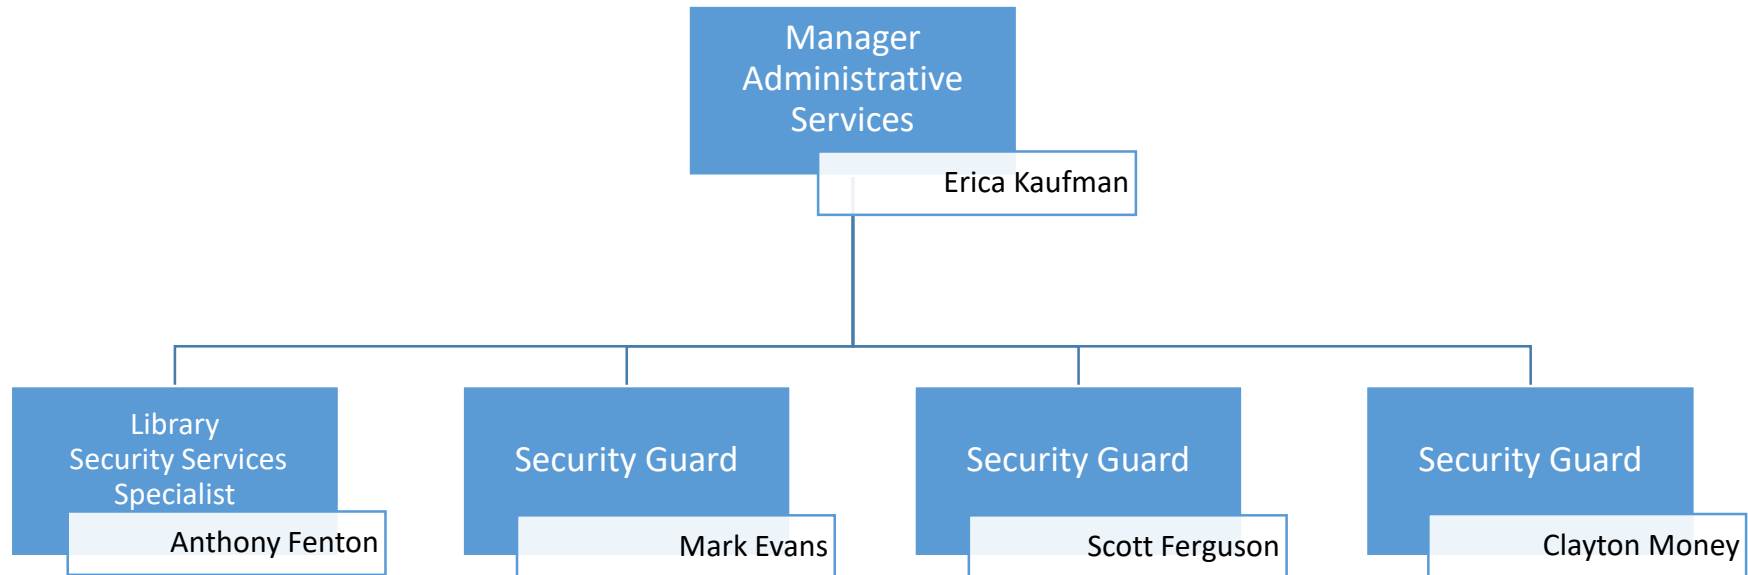 Manager
Administrative
Services
Erica Kaufman
Library
Security Services
Specialist
Anthony Fenton
Security Guard
Mark Evans
Security Guard
Scott Ferguson
Security Guard
Clayton Money